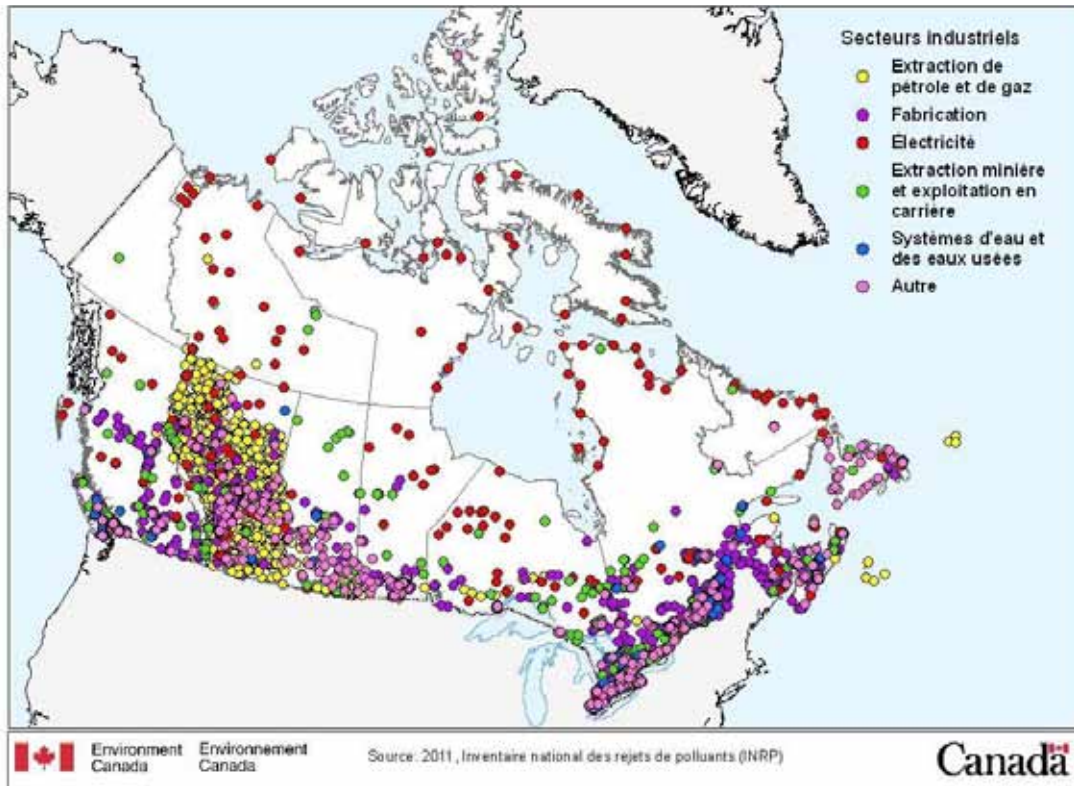 Secteurs industriels
Extraction de
pétrole et de gaz
Fabrication
Electricité
Extraction minière
et exploitation en
carrière
Systèmes d'eau et
des eaux usées
Autre
Environment
Canada
Environnement
Canada
Source: 2011, Inventaire national des rejets de polluants (INRP)
Canada